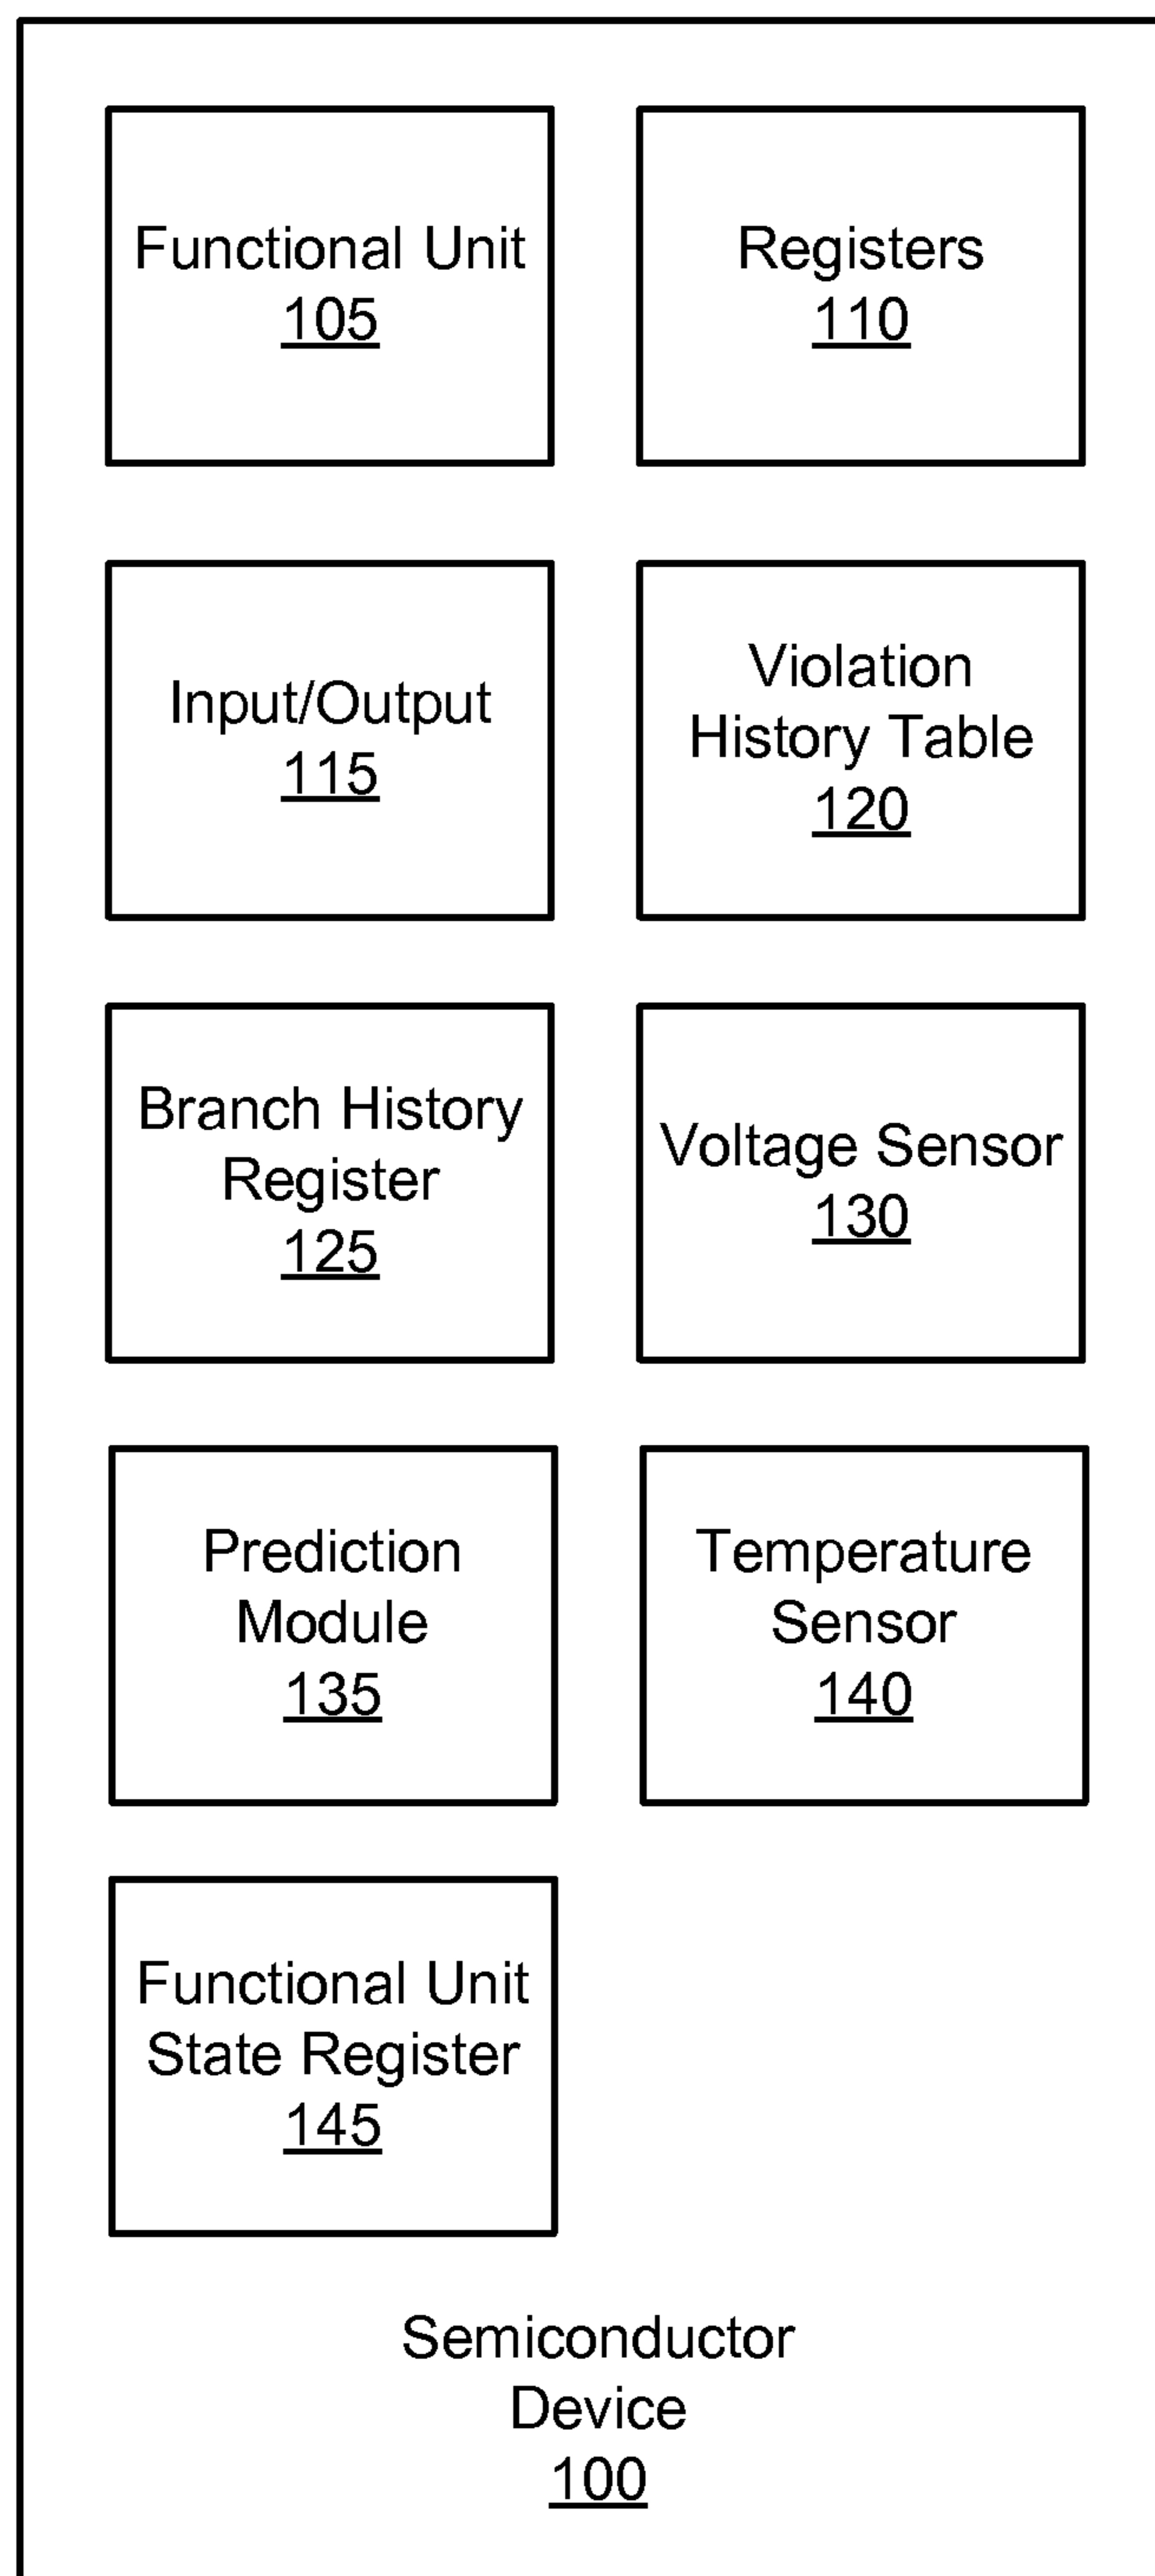 Functional Unit
105
Registers
110
Input/Output
115
Violation
History Table
120
Branch History
Register
125
Voltage Sensor
130
Prediction
Module
135
Temperature
Sensor
140
Functional Unit
State Register
145
Semiconductor
Device
100